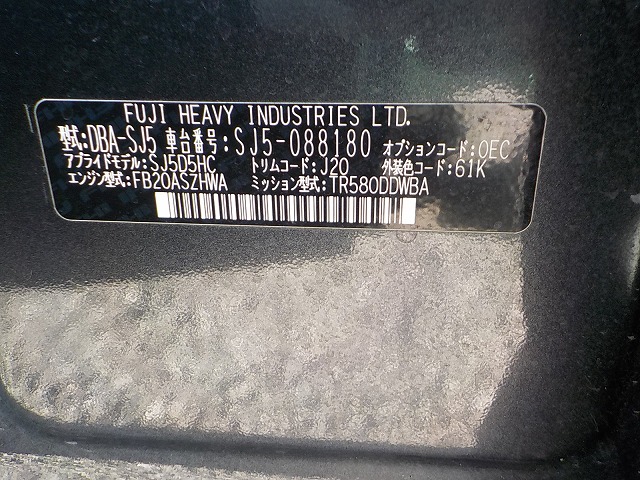 FUJI HEAVY INDUSTRIES LTD.
型式:DBA-SJ5 車台番号:SJ5-088180 オプションコード:OEC
アプライドモデル:SJ5D5HC トリムコード:J20 外装色コード:61K
エンジン型式:FB20ASZHWA ミッション型式:TR580DDWBA